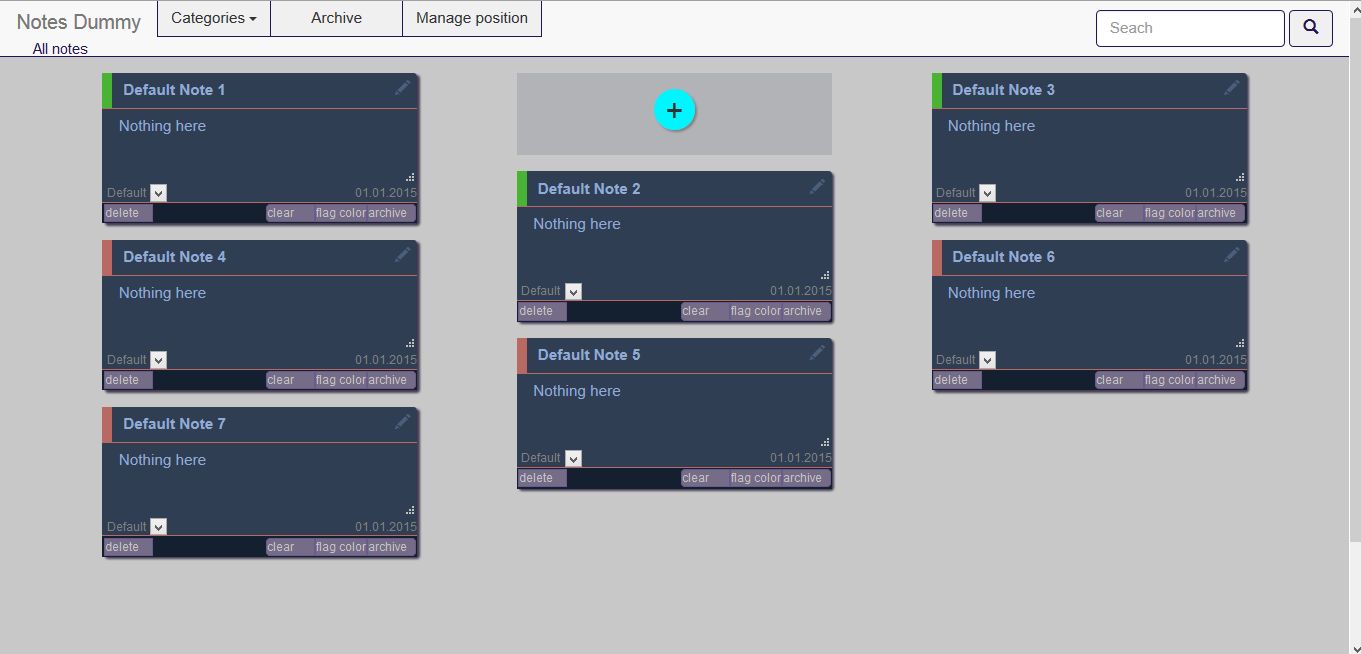 Notes Dummy
Categories
Archive
Manage position
Seach
All notes
Default Note 1
Nothing here
Default
01.01.2015
delete
clear
flag color
archive
+
Default Note 2
Nothing here
Default
01.01.2015
delete
clear
flag color
archive
Default Note 3
Nothing here
Default
01.01.2015
delete
clear
flag color
archive
Default Note 4
Nothing here
Default
01.01.2015
delete
clear
flag color
archive
Default Note 5
Nothing here
Default
01.01.2015
delete
clear
flag color
archive
Default Note 6
Nothing here
Default
01.01.2015
delete
clear
flag color
archive
Default Note 7
Nothing here
Default
01.01.2015
delete
clear
flag color
archive